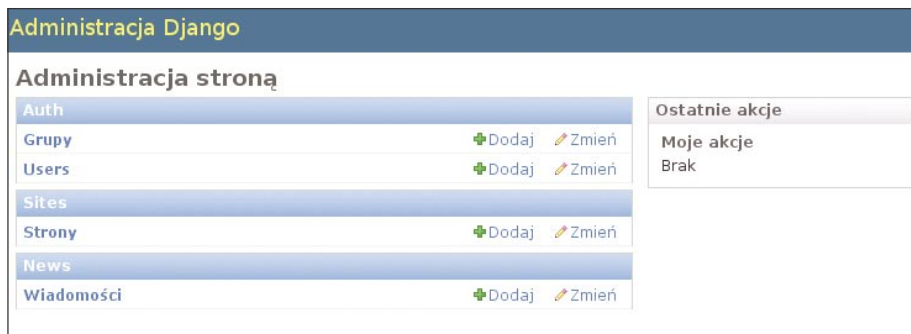 Administracja Django
Administracja stroną
Auth
Grupy Dodaj Zmień
Users Dodaj Zmień
Sites
Strony Dodaj Zmień
News
Wiadomości Dodaj Zmień
Ostatnie akcje
Moje akcje
Brak